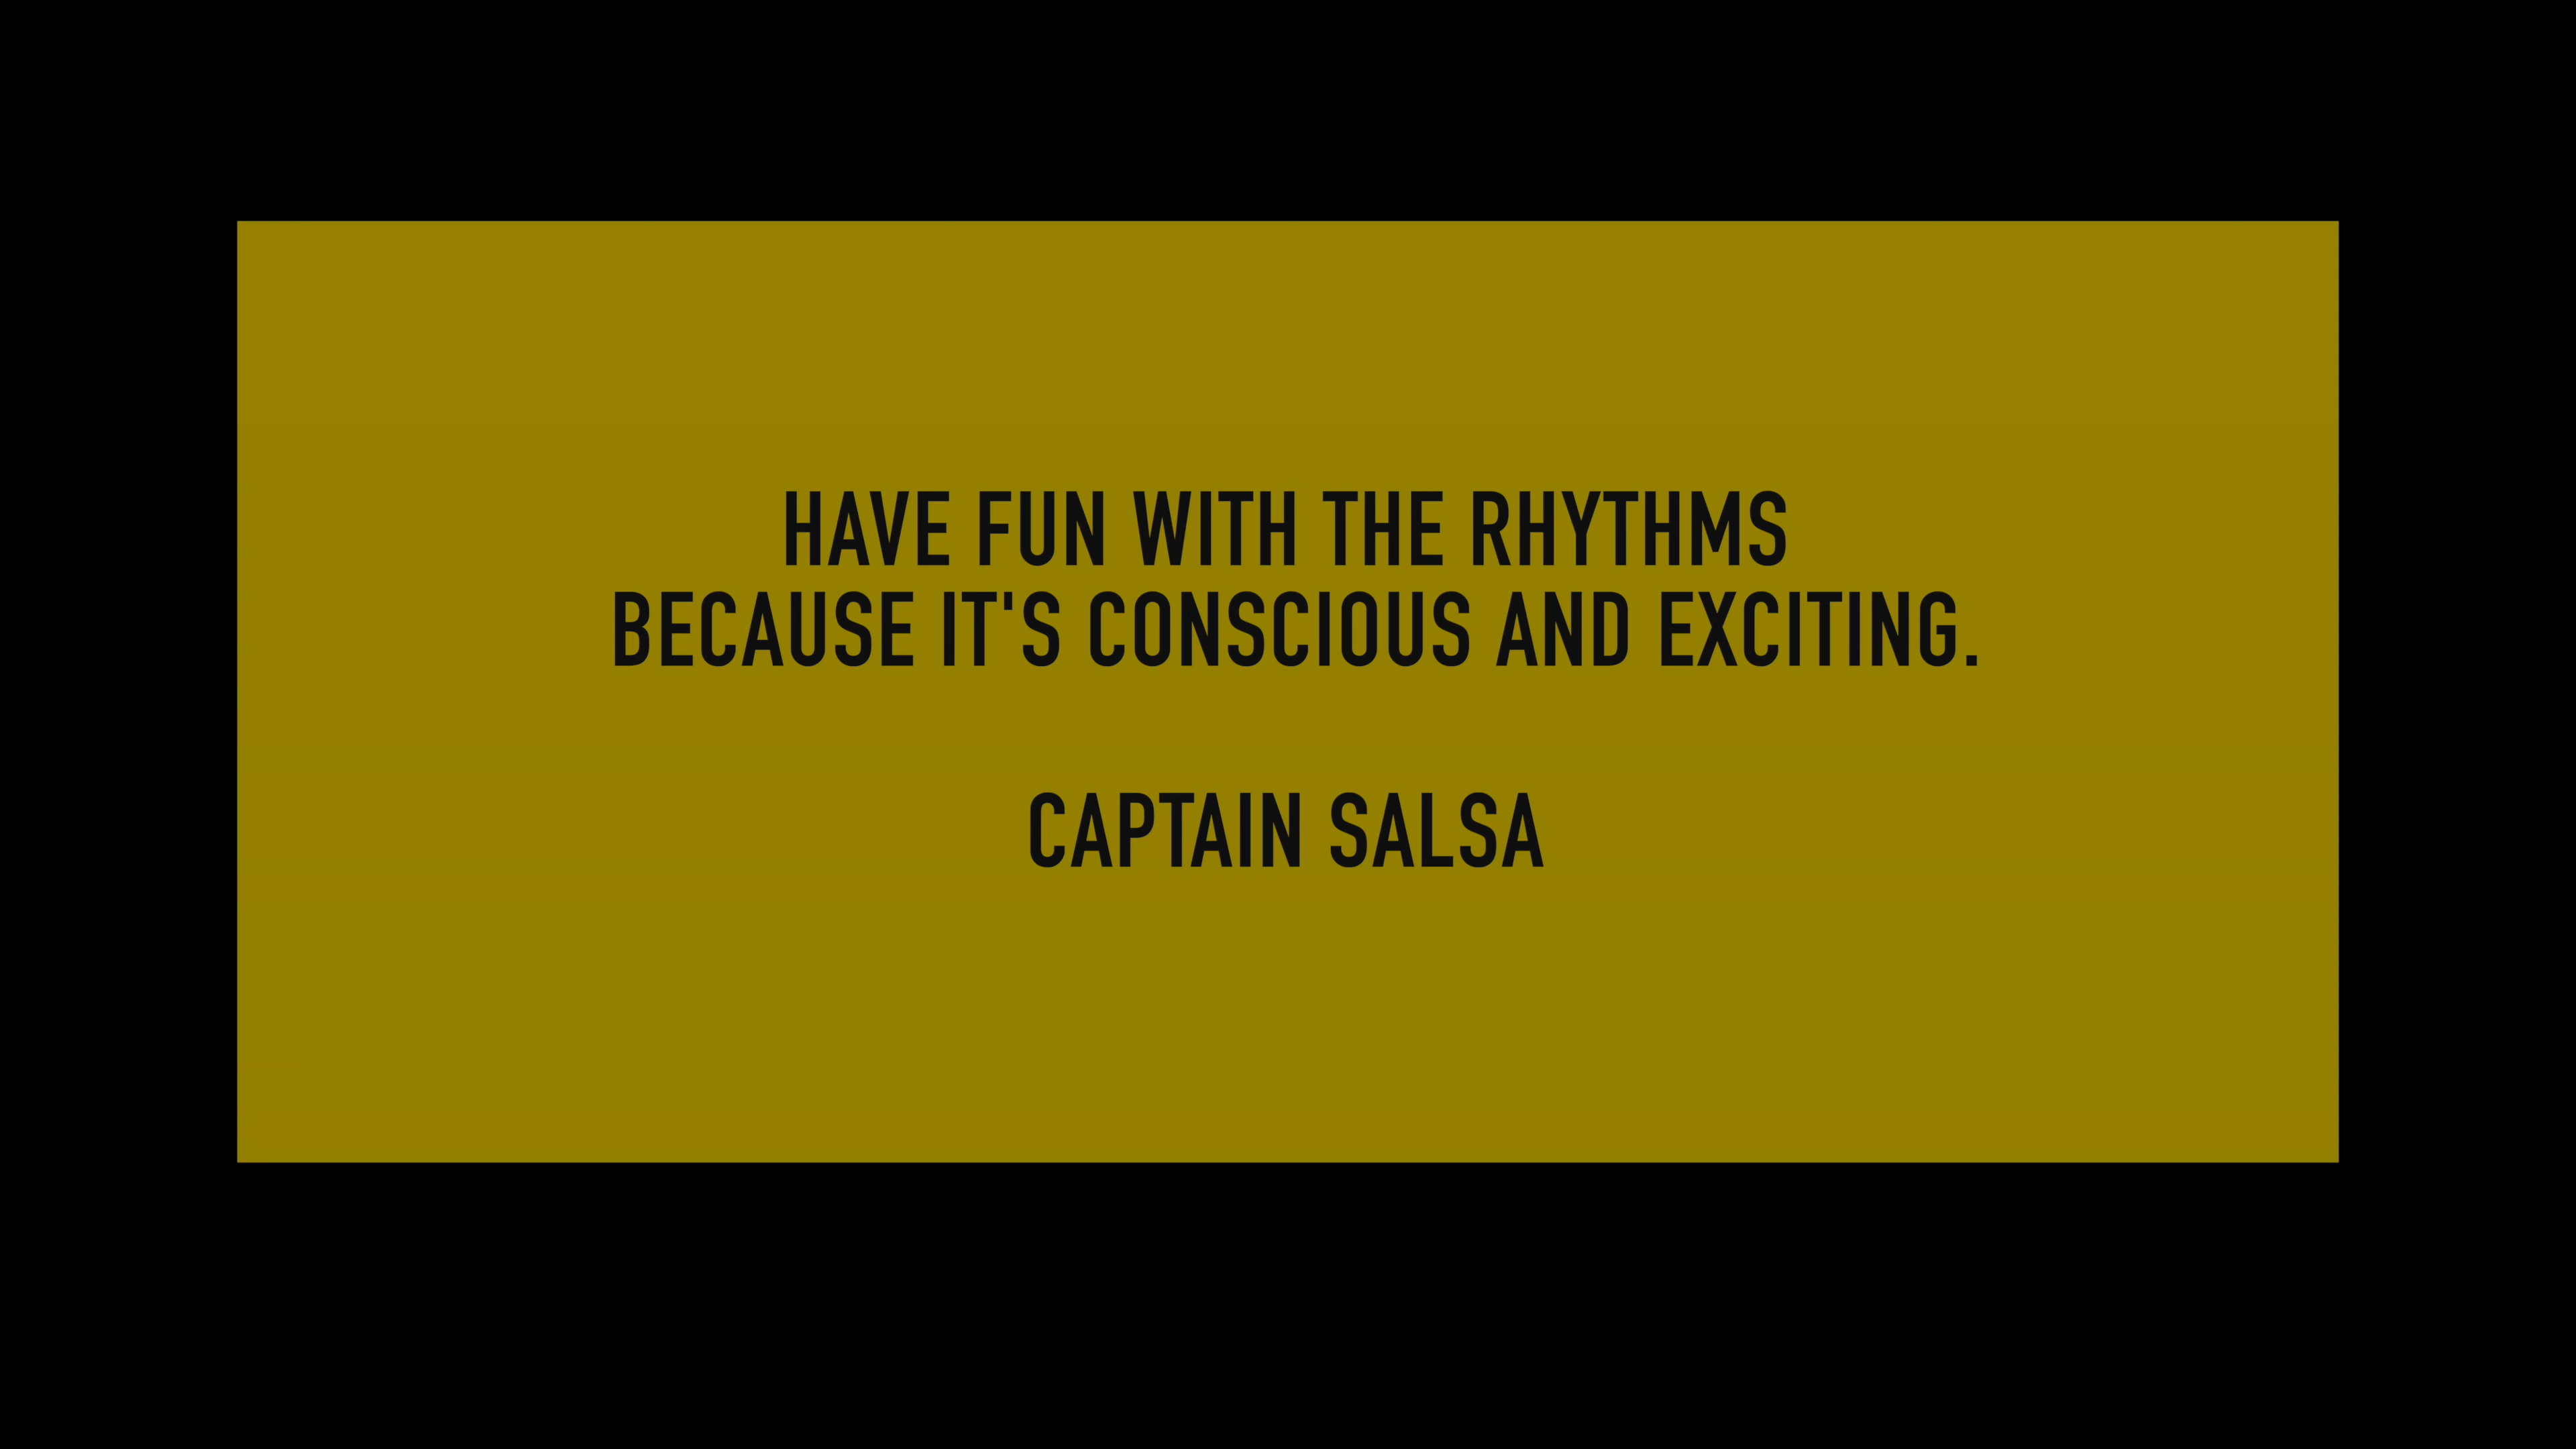 HAVE FUN WITH THE RHYTHMS
BECAUSE IT'S CONSCIOUS AND EXCITING.
CAPTAIN SALSA